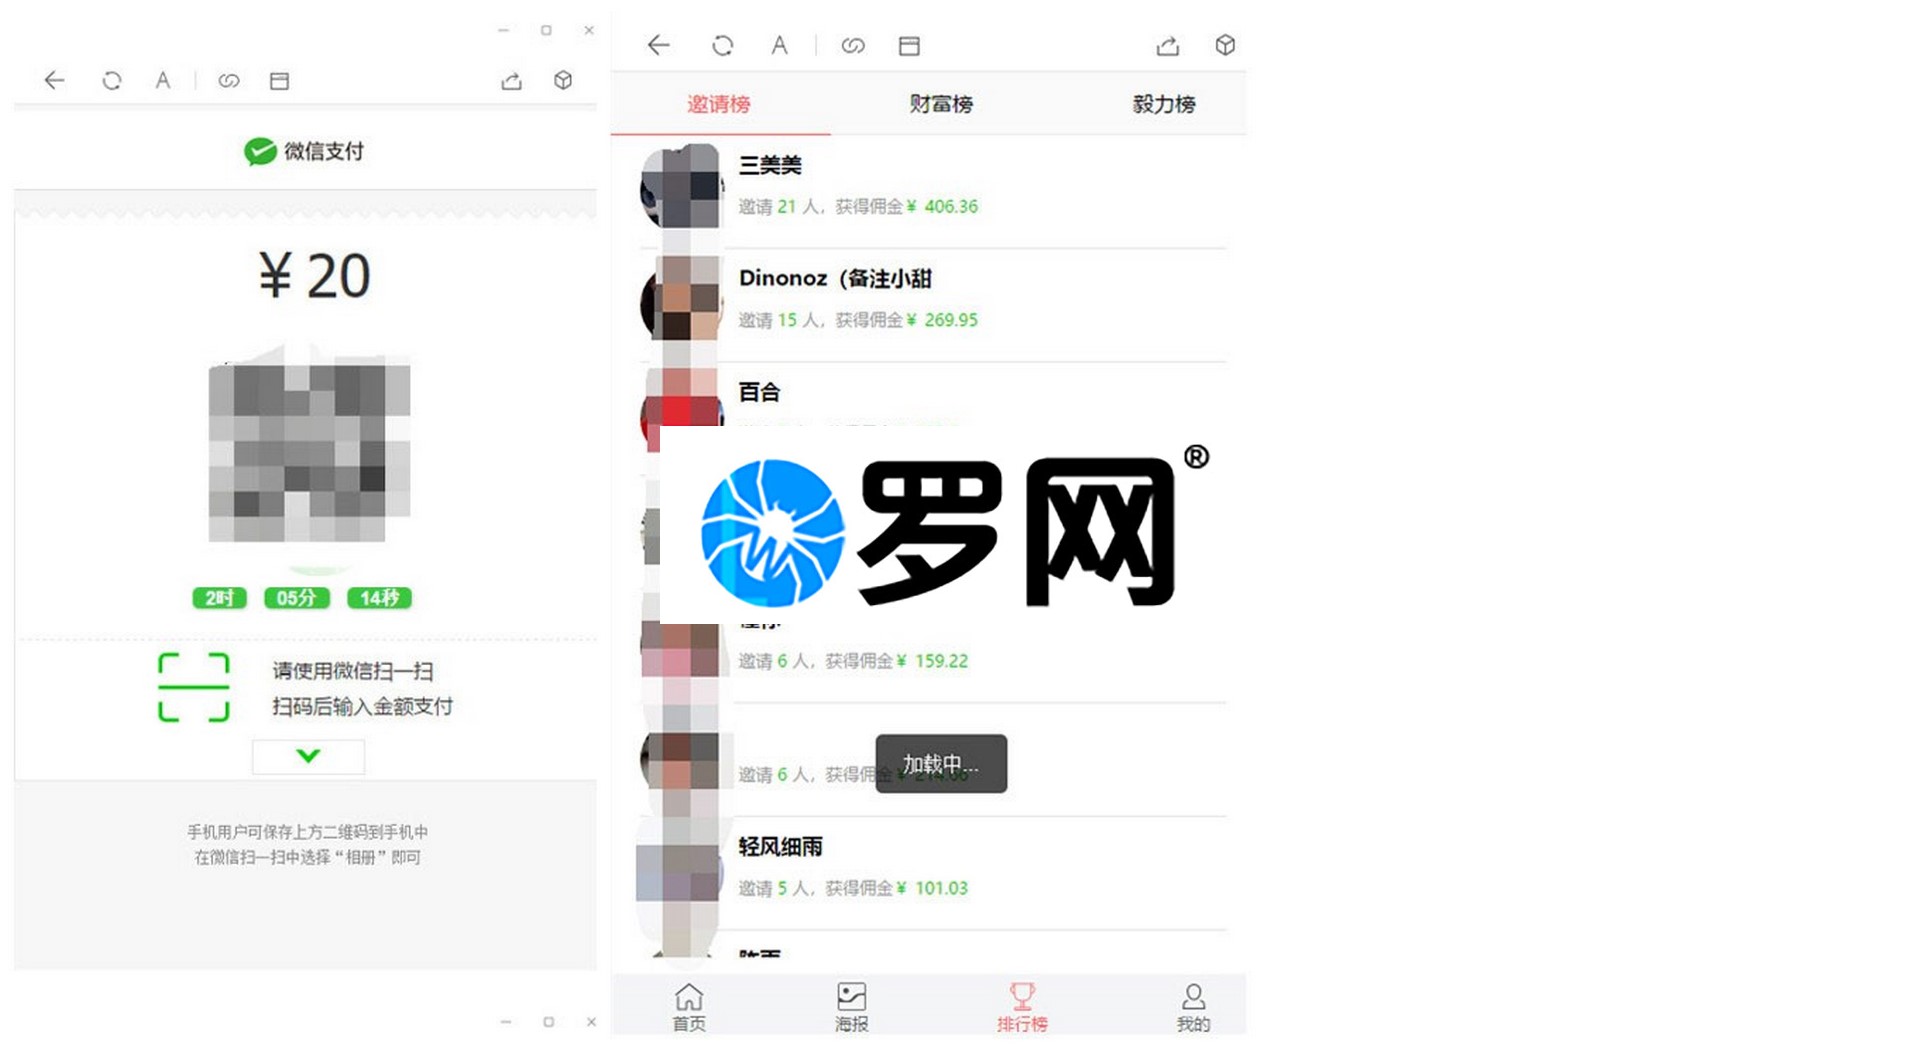 微信支付
¥ 20
2时 05分 14秒
请使用微信扫一扫
扫码后输入金额支付
手机用户可保存上方二维码到手机中
在微信扫一扫中选择“相册”即可
邀请榜 财富榜 毅力榜
三美美
邀请 21 人，获得佣金¥ 406.36
Dinonoz（备注小甜
邀请 15 人，获得佣金¥ 269.95
百合
罗网®
邀请 6 人，获得佣金¥ 159.22
邀请 6 人，获得佣金¥
加载中...
轻风细雨
邀请 5 人，获得佣金¥ 101.03
首页 海报 排行榜 我的